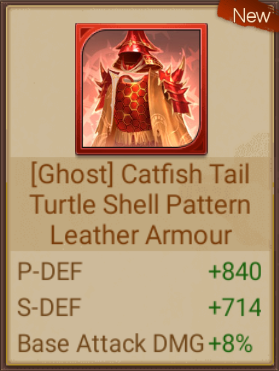 New
[Ghost] Catfish Tail
Turtle Shell Pattern
Leather Armour
P-DEF +840
S-DEF +714
Base Attack DMG +8%